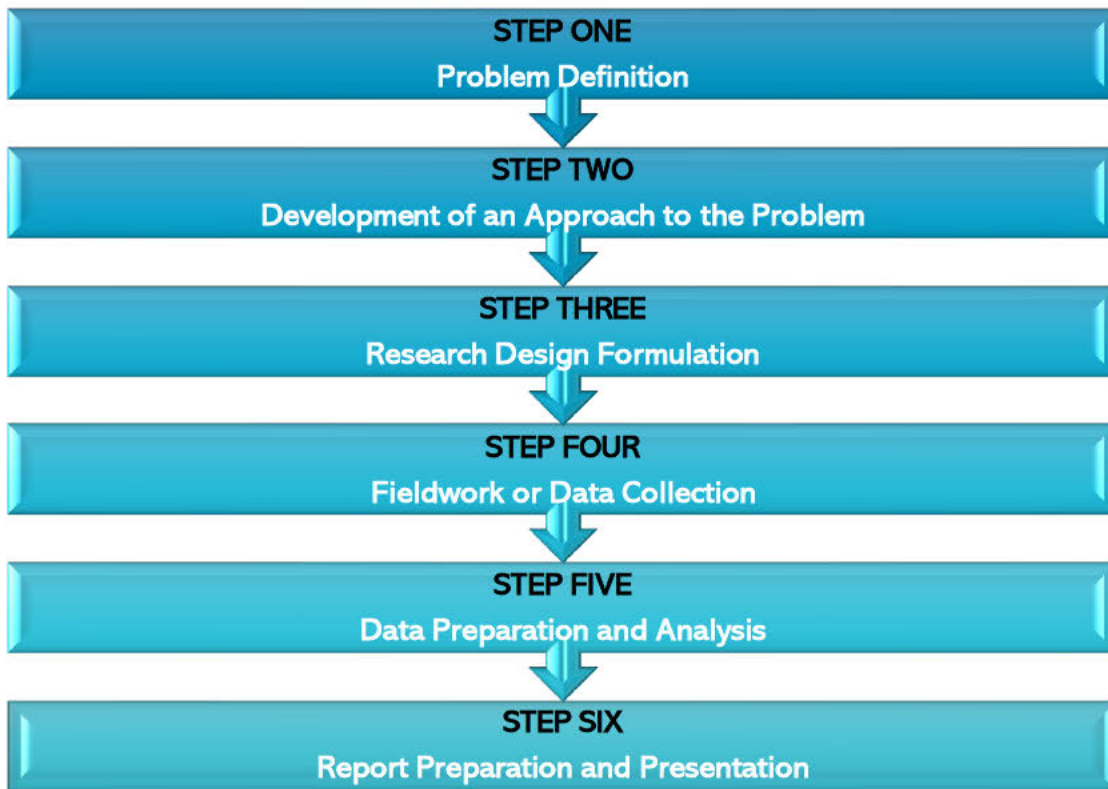 STEP ONE
Problem Definition
STEP TWO
Development of an Approach to the Problem
STEP THREE
Research Design Formulation
STEP FOUR
Fieldwork or Data Collection
STEP FIVE
Data Preparation and Analysis
STEP SIX
Report Preparation and Presentation